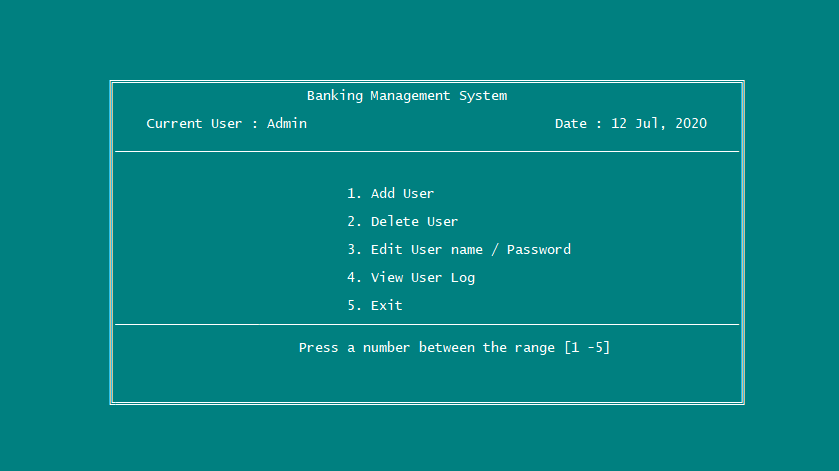 Banking Management System
Current User : Admin Date : 12 Jul, 2020
1. Add User
2. Delete User
3. Edit User name / Password
4. View User Log
5. Exit
Press a number between the range [1 -5]